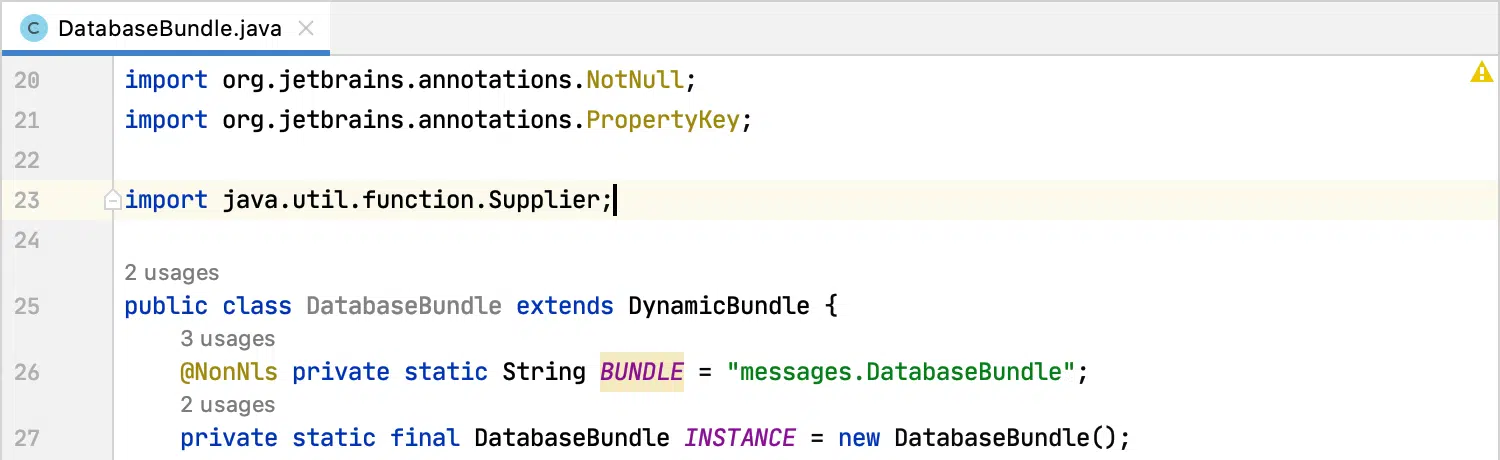 C DatabaseBundle.java
20 import org.jetbrains.annotations.NotNull;
21 import org.jetbrains.annotations.PropertyKey;
22
23 import java.util.function.Supplier;
24
2 usages
25 public class DatabaseBundle extends DynamicBundle {
3 usages
26 @NonNls private static String BUNDLE = "messages.DatabaseBundle";
2 usages
27 private static final DatabaseBundle INSTANCE = new DatabaseBundle();